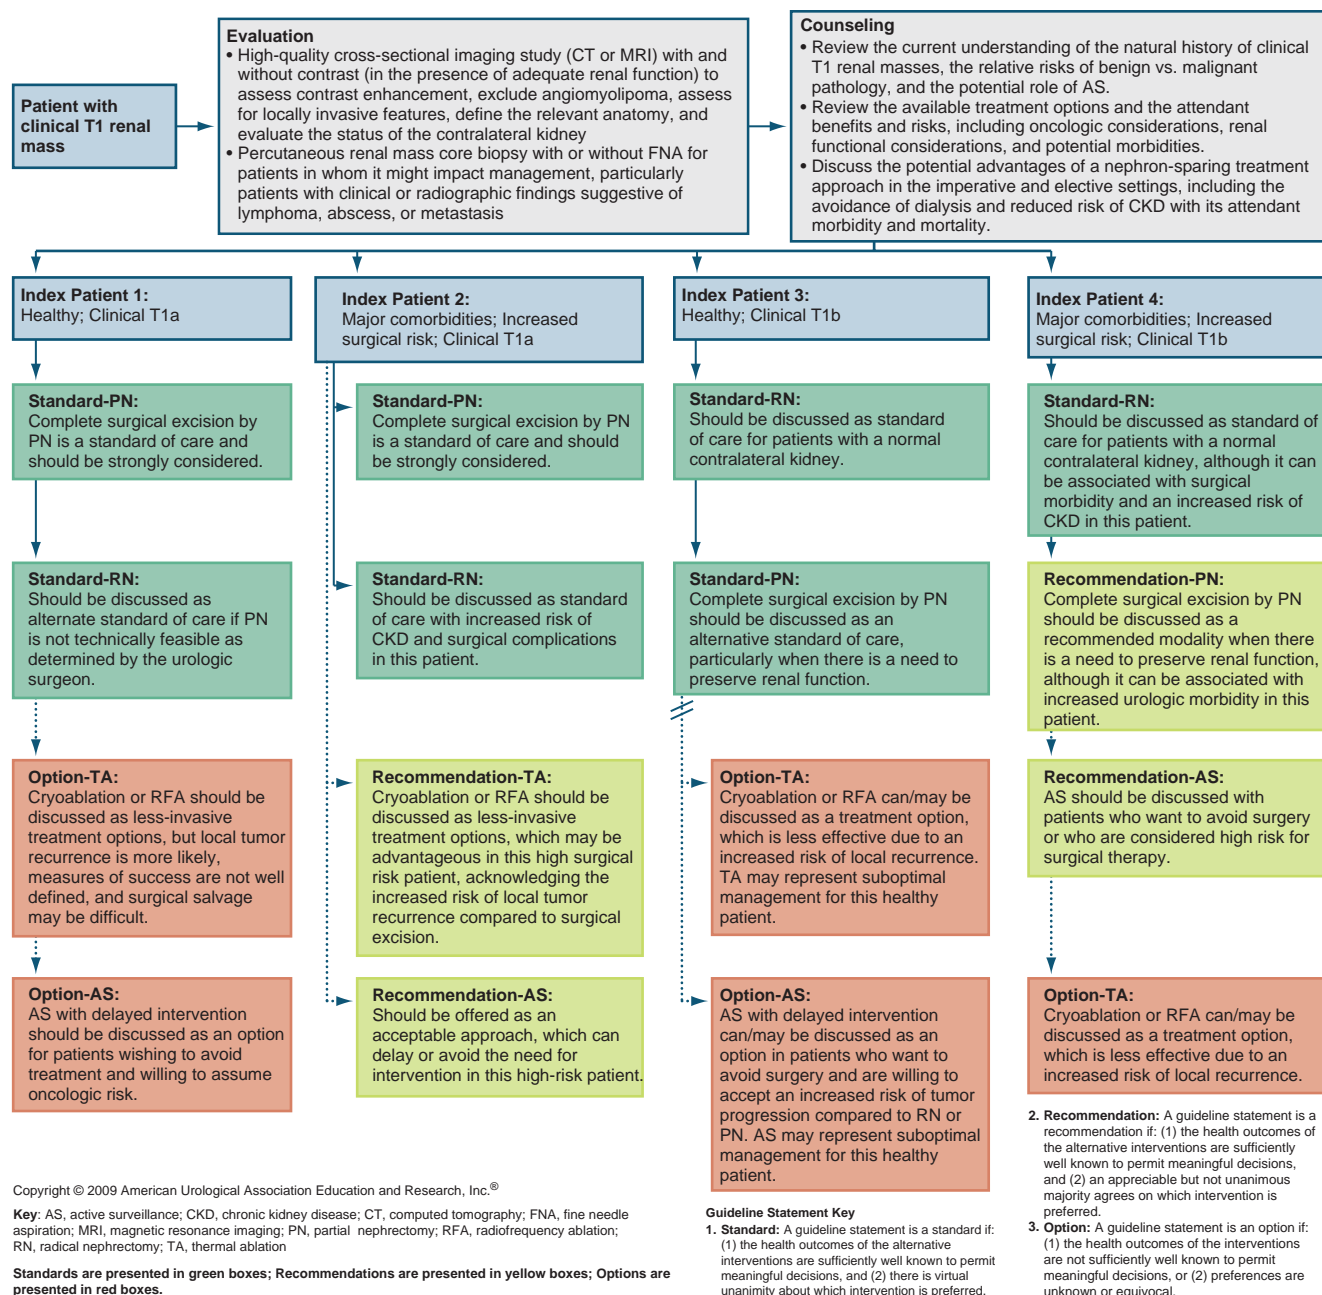 Patient with
clinical T1 renal
mass
Evaluation
• High-quality cross-sectional imaging study (CT or MRI) with and
without contrast (in the presence of adequate renal function) to
assess contrast enhancement, exclude angiomyolipoma, assess
for locally invasive features, define the relevant anatomy, and
evaluate the status of the contralateral kidney
• Percutaneous renal mass core biopsy with or without FNA for
patients in whom it might impact management, particularly
patients with clinical or radiographic findings suggestive of
lymphoma, abscess, or metastasis
Counseling
• Review the current understanding of the natural history of clinical
T1 renal masses, the relative risks of benign vs. malignant
pathology, and the potential role of AS.
• Review the available treatment options and the attendant
benefits and risks, including oncologic considerations, renal
functional considerations, and potential morbidities.
• Discuss the potential advantages of a nephron-sparing treatment
approach in the imperative and elective settings, including the
avoidance of dialysis and reduced risk of CKD with its attendant
morbidity and mortality.
Index Patient 1:
Healthy; Clinical T1a
Standard-PN:
Complete surgical excision by
PN is a standard of care and
should be strongly considered.
Standard-RN:
Should be discussed as
alternate standard of care if PN
is not technically feasible as
determined by the urologic
surgeon.
Option-TA:
Cryoablation or RFA should be
discussed as less-invasive
treatment options, but local tumor
recurrence is more likely,
measures of success are not well
defined, and surgical salvage
may be difficult.
Option-AS:
AS with delayed intervention
should be discussed as an option
for patients wishing to avoid
treatment and willing to assume
oncologic risk.
Index Patient 2:
Major comorbidities; Increased
surgical risk; Clinical T1a
Standard-PN:
Complete surgical excision by PN
is a standard of care and should
be strongly considered.
Standard-RN:
Should be discussed as standard
of care with increased risk of
CKD and surgical complications
in this patient.
Recommendation-TA:
Cryoablation or RFA should be
discussed as less-invasive
treatment options, which may be
advantageous in this high surgical
risk patient, acknowledging the
increased risk of local tumor
recurrence compared to surgical
excision.
Recommendation-AS:
Should be offered as an
acceptable approach, which can
delay or avoid the need for
intervention in this high-risk patient.
Index Patient 3:
Healthy; Clinical T1b
Standard-RN:
Should be discussed as standard
of care for patients with a normal
contralateral kidney.
Standard-PN:
Complete surgical excision by PN
should be discussed as an
alternative standard of care,
particularly when there is a need to
preserve renal function.
Option-TA:
Cryoablation or RFA can/may be
discussed as a treatment option,
which is less effective due to an
increased risk of local recurrence.
TA may represent suboptimal
management for this healthy
patient.
Option-AS:
AS with delayed intervention
can/may be discussed as an
option in patients who want to
avoid surgery and are willing to
accept an increased risk of tumor
progression compared to RN or
PN. AS may represent suboptimal
management for this healthy
patient.
Index Patient 4:
Major comorbidities; Increased
surgical risk; Clinical T1b
Standard-RN:
Should be discussed as standard of
care for patients with a normal
contralateral kidney, although it can
be associated with surgical
morbidity and an increased risk of
CKD in this patient.
Recommendation-PN:
Complete surgical excision by PN
should be discussed as a
recommended modality when there
is a need to preserve renal function,
although it can be associated with
increased urologic morbidity in this
patient.
Recommendation-AS:
AS should be discussed with
patients who want to avoid surgery
or who are considered high risk for
surgical therapy.
Option-TA:
Cryoablation or RFA can/may be
discussed as a treatment option,
which is less effective due to an
increased risk of local recurrence.
Copyright © 2009 American Urological Association Education and Research, Inc.®
Key: AS, active surveillance; CKD, chronic kidney disease; CT, computed tomography; FNA, fine needle
aspiration; MRI, magnetic resonance imaging; PN, partial nephrectomy; RFA, radiofrequency ablation;
RN, radical nephrectomy; TA, thermal ablation
Standards are presented in green boxes; Recommendations are presented in yellow boxes; Options are
presented in red boxes.
Guideline Statement Key
1. Standard: A guideline statement is a standard if:
(1) the health outcomes of the alternative
interventions are sufficiently well known to permit
meaningful decisions, and (2) there is virtual
unanimity about which intervention is preferred.
2. Recommendation: A guideline statement is a
recommendation if: (1) the health outcomes of
the alternative interventions are sufficiently
well known to permit meaningful decisions,
and (2) an appreciable but not unanimous
majority agrees on which intervention is
preferred.
3. Option: A guideline statement is an option if:
(1) the health outcomes of the interventions
are not sufficiently well known to permit
meaningful decisions, or (2) preferences are
unknown or equivocal.